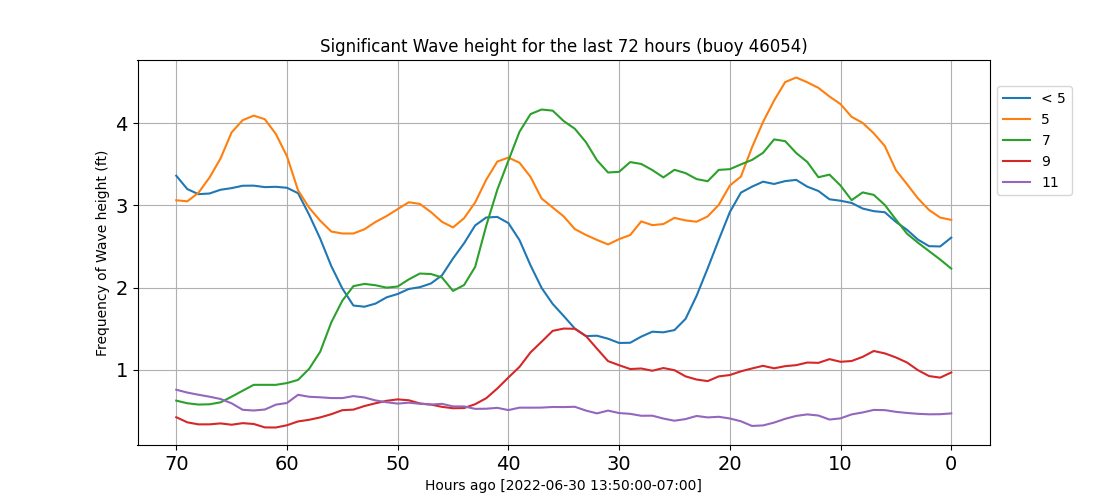 Significant Wave height for the last 72 hours (buoy 46054)
Frequency of Wave height (ft)
4
3
2
1
70 60 50 40 30 20 10 0
Hours ago [2022-06-30 13:50:00-07:00]
< 5
5
7
9
11